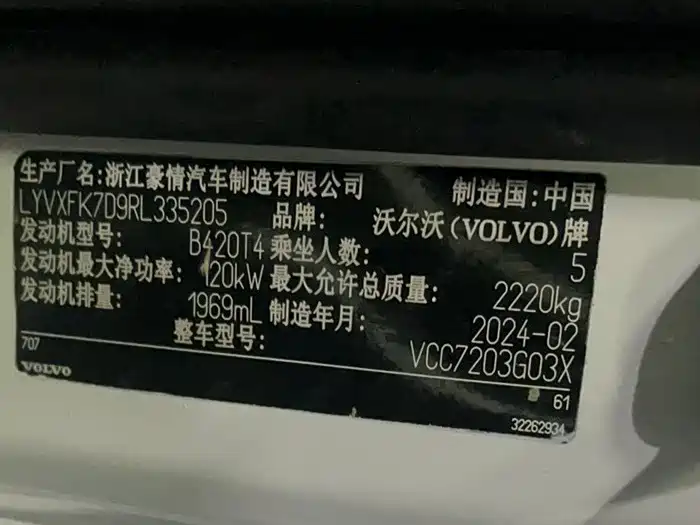 生产厂名:浙江豪情汽车制造有限公司 制造国:中国
LYVXFK7D9RL335205 品牌: 沃尔沃(VOLVO)牌
发动机型号: B420T4 乘坐人数: 5
发动机最大净功率: 120kW 最大允许总质量: 2220kg
发动机排量: 1969mL 制造年月: 2024-02
整车型号: VCC7203G03X
707
61
VOLVO
32262934